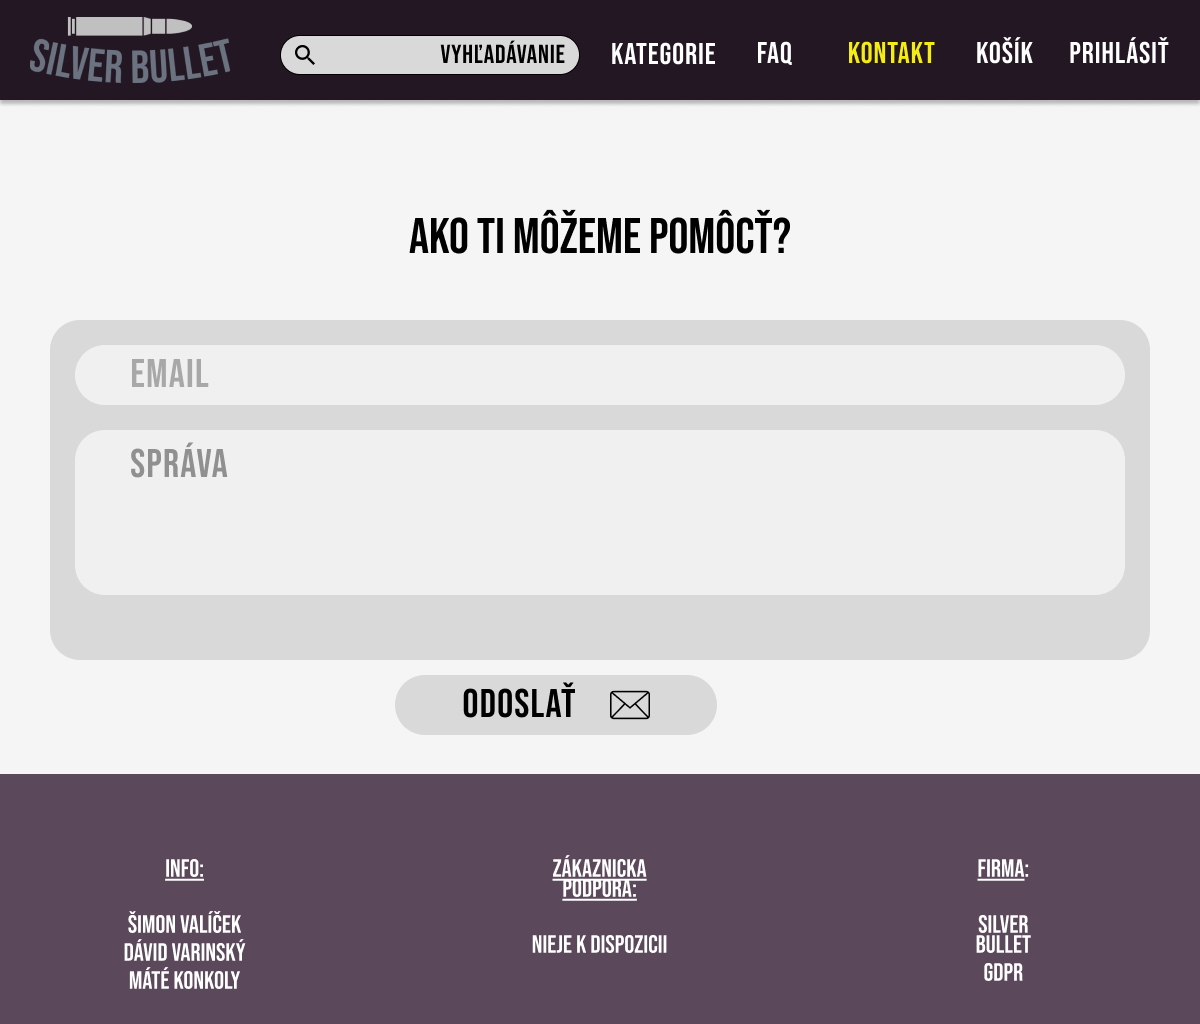 SILVER BULLET
VYHĽADÁVANIE
KATEGORIE
FAQ
KONTAKT
KOŠÍK
PRIHLÁSIŤ
AKO TI MÔŽEME POMÔCŤ?
EMAIL
SPRÁVA
ODOSLAŤ
INFO:
ŠIMON VALÍČEK
DÁVID VARINSKÝ
MÁTÉ KONKOLY
ZÁKAZNICKA
PODPORA:
NIEJE K DISPOZICII
FIRMA:
SILVER
BULLET
GDPR